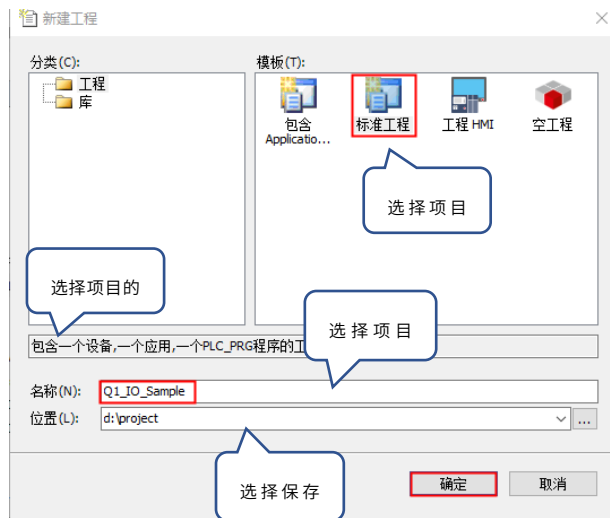 新建工程
分类(C):
工程
库
模板(T):
包含
Applicatio...
标准工程
工程 HMI
空工程
选择项目
选择项目的
选择项目
包含一个设备,一个应用,一个PLC_PRG程序的工
名称(N): Q1_IO_Sample
位置(L): d:\project
...
选择保存
确定
取消